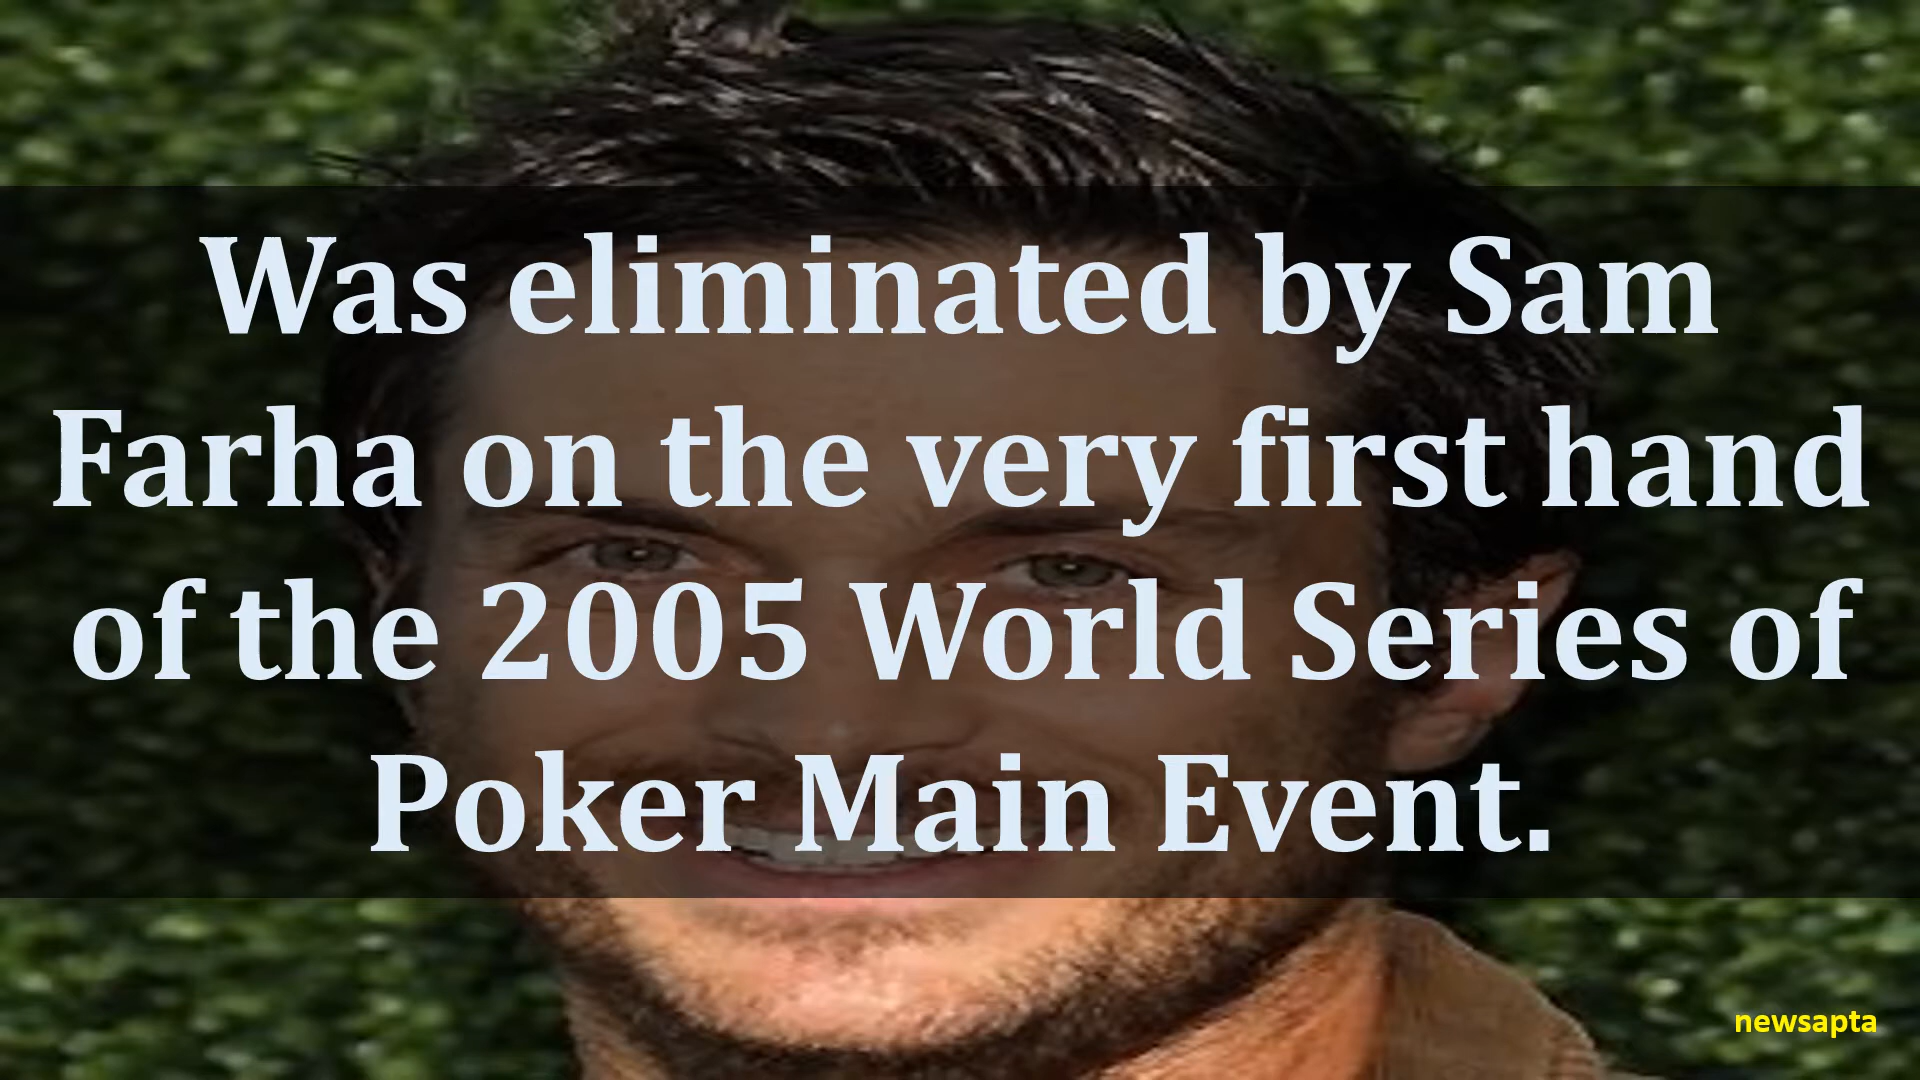 Was eliminated by Sam
Farha on the very first hand
of the 2005 World Series of
Poker Main Event.
newsapta